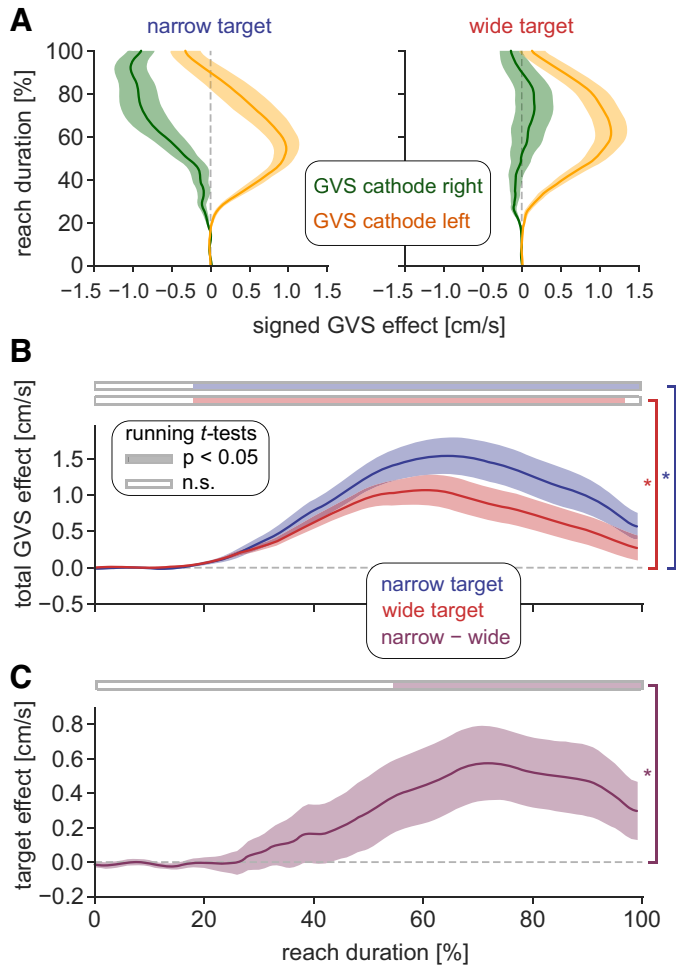 A
narrow target
wide target
100
80
60
40
20
0
reach duration [%]
GVS cathode right
GVS cathode left
−1.5 −1.0 −0.5 0 0.5 1.0 1.5
−1.5 −1.0 −0.5 0 0.5 1.0 1.5
signed GVS effect [cm/s]
B
total GVS effect [cm/s]
running t-tests
p < 0.05
n.s.
1.5
1.0
0.5
0.0
−0.5
* *
narrow target
wide target
narrow − wide
C
target effect [cm/s]
0.8
0.6
0.4
0.2
0.0
−0.2
*
0 20 40 60 80 100
reach duration [%]